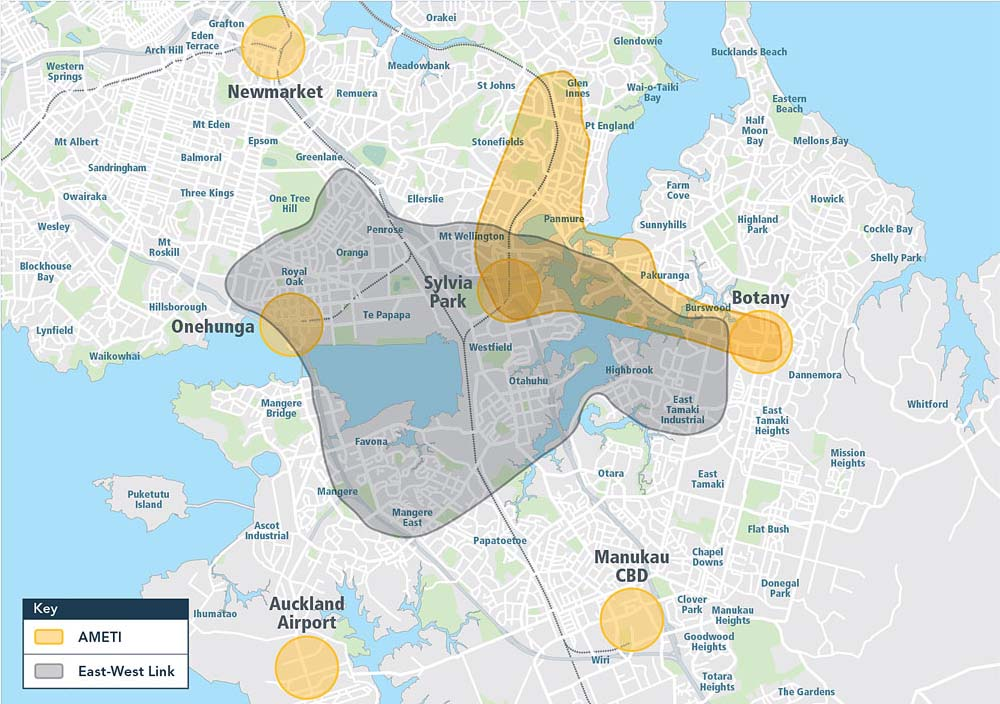 Orakei
Grafton
Eden
Terrace
Arch Hill
Glendowie
Bucklands Beach
Western
Springs
Meadowbank
St Johns
Glen
Innes
Wai-o-Taiki
Bay
Newmarket
Remuera
Eastern
Beach
Mt Eden
Pt England
Half
Moon
Bay
Mt Albert
Epsom
Stonefields
Mellons Bay
Balmoral
Greenlane
Sandringham
Farm
Cove
Owairaka
Three Kings
One Tree
Hill
Ellerslie
Howick
Wesley
Penrose
Mt Wellington
Panmure
Sunnyhills
Highland
Park
Cockle Bay
Mt
Roskill
Oranga
Shelly Park
Blockhouse
Bay
Royal
Oak
Sylvia
Park
Pakuranga
Botany
Hillsborough
Onehunga
Te Papapa
Burswood
Lynfield
Waikowhai
Westfield
Otahuhu
Highbrook
Dannemora
Mangere
Bridge
East
Tamaki
Industrial
East
Tamaki
Heights
Whitford
Favona
Mission
Heights
Puketutu
Island
Mangere
Otara
East
Tamaki
Mangere
East
Ascot
Industrial
Papatoetoe
Flat Bush
Manukau
CBD
Chapel
Downs
Donegal
Park
Auckland
Airport
Ihumatao
Clover
Park
Manukau
Heights
Goodwood
Heights
Wiri
Totara
Heights
The Gardens
Key
AMETI
East-West Link